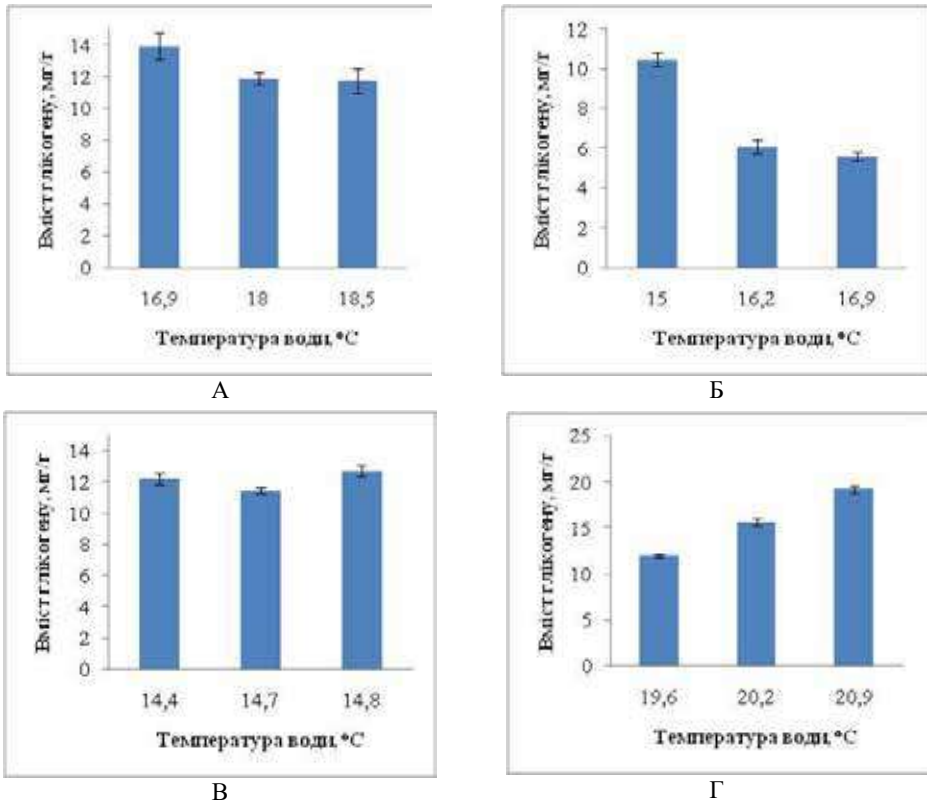 Вміст глікогену, мг/г
14
12
10
8
6
4
2
0
16,9 18 18,5
Температура води, °С
А
Вміст глікогену, мг/г
12
10
8
6
4
2
0
15 16,2 16,9
Температура води, °С
Б
Вміст глікогену, мг/г
14
12
10
8
6
4
2
0
14,4 14,7 14,8
Температура води, °С
В
Вміст глікогену, мг/г
25
20
15
10
5
0
19,6 20,2 20,9
Температура води, °С
Г